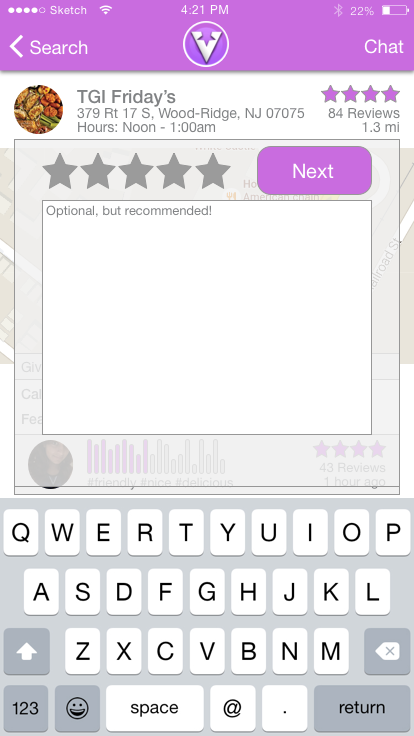 Sketch 4:21 PM 22%
Search V Chat
TGI Friday's
379 Rt 17 S, Wood-Ridge, NJ 07075
Hours: Noon - 1:00am
84 Reviews
1.3 mi
Next
Ho
American chain
Optional, but recommended!
ailroad St
Giv
Cal
Fea
43 Reviews
#friendly #nice #delicious
1 hour ago
Q W E R T Y U I O P
A S D F G H J K L
Z X C V B N M
123 space @ . return